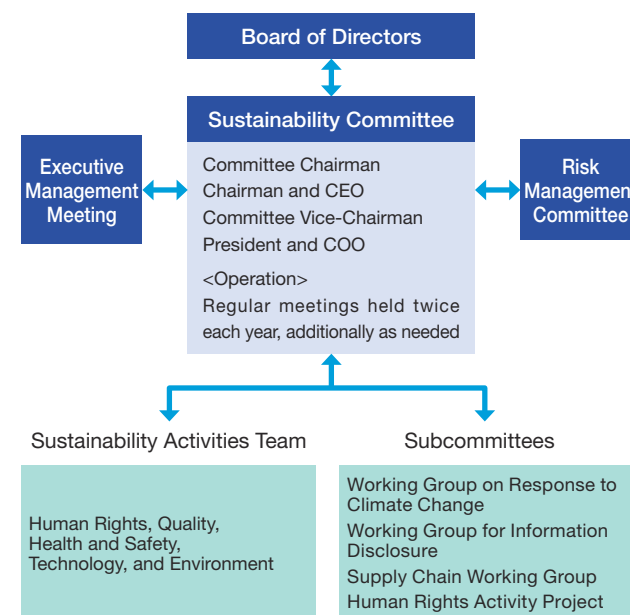 Board of Directors
Sustainability Committee
Executive
Management
Meeting
Committee Chairman
Chairman and CEO
Committee Vice-Chairman
President and COO
<Operation>
Regular meetings held twice
each year, additionally as needed
Risk
Management
Committee
Sustainability Activities Team
Human Rights, Quality,
Health and Safety,
Technology, and Environment
Subcommittees
Working Group on Response to
Climate Change
Working Group for Information
Disclosure
Supply Chain Working Group
Human Rights Activity Project